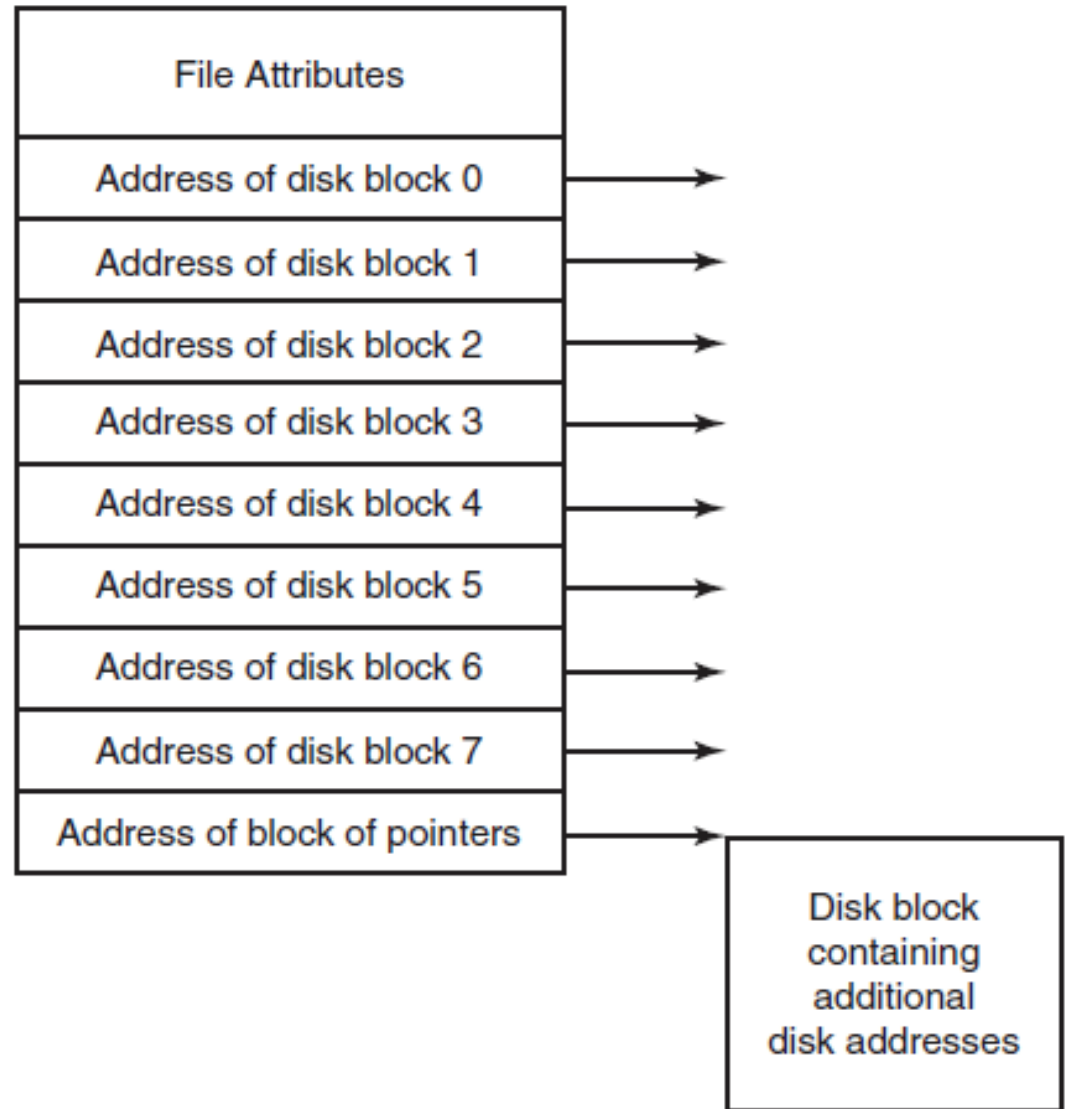 File Attributes
Address of disk block 0
Address of disk block 1
Address of disk block 2
Address of disk block 3
Address of disk block 4
Address of disk block 5
Address of disk block 6
Address of disk block 7
Address of block of pointers
Disk block
containing
additional
disk addresses